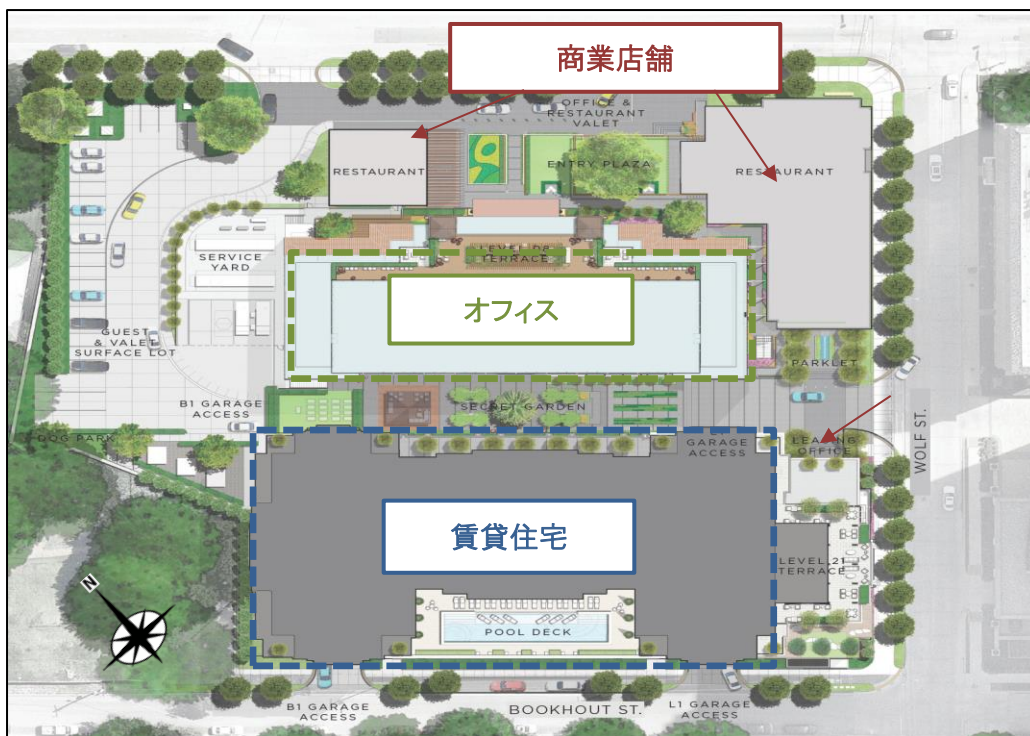 商業店舗
OFFICE &
RESTAURANT
VALET
RESTAURANT
ENTRY PLAZA
RESTAURANT
LEVEL 08
TERRACE
SERVICE
YARD
オフィス
GUEST
& VALET
SURFACE LOT
PARKLET
B1 GARAGE
ACCESS
SECRET GARDEN
DOG PARK
GARAGE
ACCESS
LEASING
OFFICE
WOLF ST.
賃貸住宅
LEVEL 21
TERRACE
N
POOL DECK
B1 GARAGE
ACCESS
BOOKHOUT ST.
L1 GARAGE
ACCESS